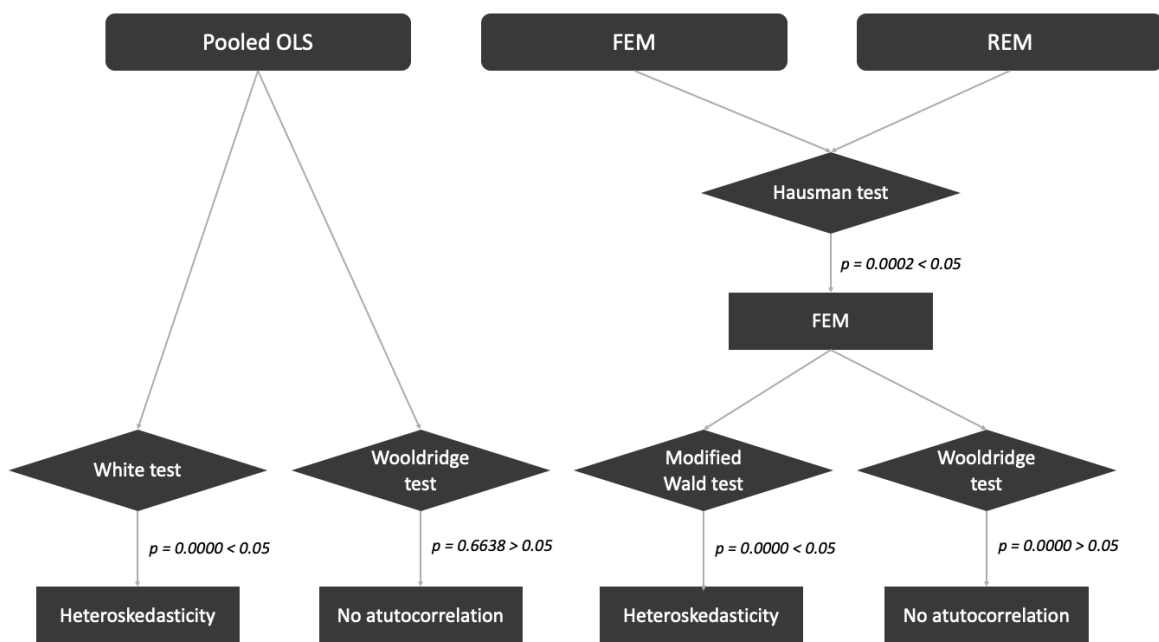 Pooled OLS
FEM
REM
Hausman test
p = 0.0002 < 0.05
FEM
White test
Wooldridge
test
Modified
Wald test
Wooldridge
test
p = 0.0000 < 0.05
p = 0.6638 > 0.05
p = 0.0000 < 0.05
p = 0.0000 > 0.05
Heteroskedasticity
No atutocorrelation
Heteroskedasticity
No atutocorrelation